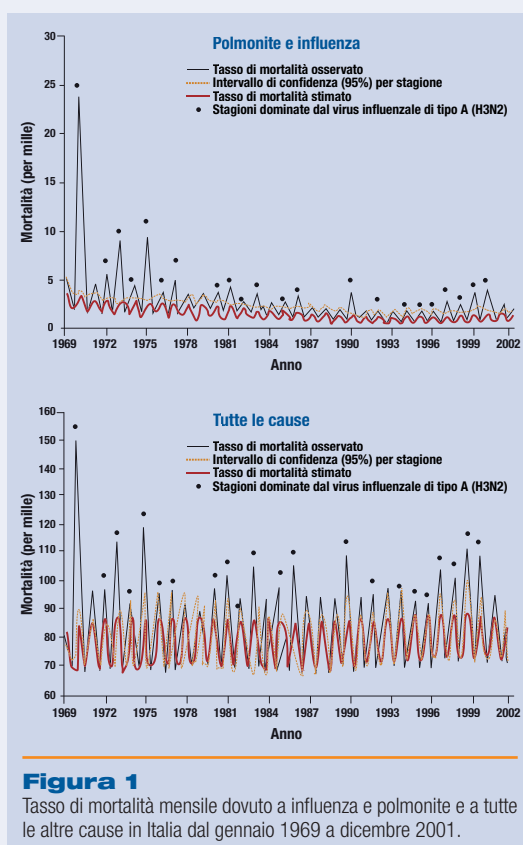 Polmonite e influenza
Tasso di mortalità osservato
Intervallo di confidenza (95%) per stagione
Tasso di mortalità stimato
Stagioni dominate dal virus influenzale di tipo A (H3N2)
Mortalità (per mille)
30
25
20
15
10
5
0
1969 1972 1975 1978 1981 1984 1987 1990 1993 1996 1999 2002
Anno
Tutte le cause
Tasso di mortalità osservato
Intervallo di confidenza (95%) per stagione
Tasso di mortalità stimato
Stagioni dominate dal virus influenzale di tipo A (H3N2)
Mortalità (per mille)
160
150
140
130
120
110
100
90
80
70
60
1969 1972 1975 1978 1981 1984 1987 1990 1993 1996 1999 2002
Anno
Figura 1
Tasso di mortalità mensile dovuto a influenza e polmonite e a tutte
le altre cause in Italia dal gennaio 1969 a dicembre 2001.